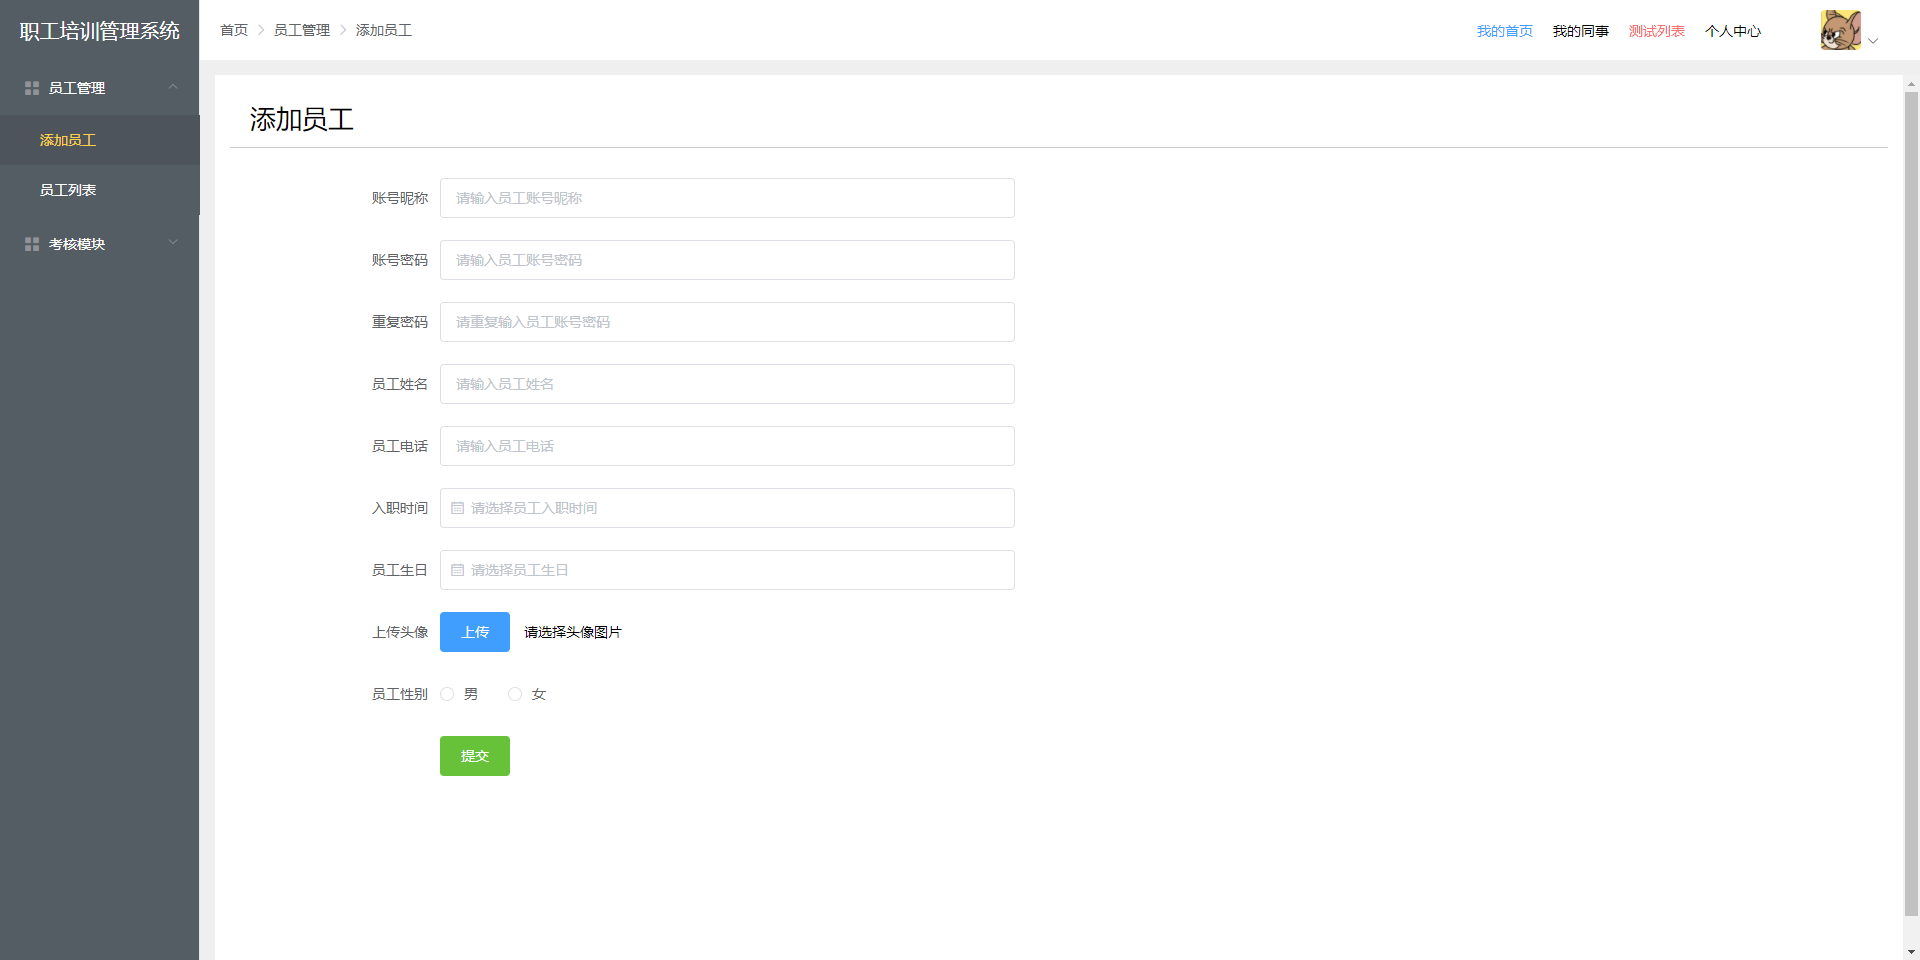 职工培训管理系统
首页 员工管理 添加员工
我的首页 我的同事 测试列表 个人中心
员工管理
添加员工
员工列表
考核模块
添加员工
账号昵称 请输入员工账号昵称
账号密码 请输入员工账号密码
重复密码 请重复输入员工账号密码
员工姓名 请输入员工姓名
员工电话 请输入员工电话
入职时间 请选择员工入职时间
员工生日 请选择员工生日
上传头像 上传 请选择头像图片
员工性别 男 女
提交